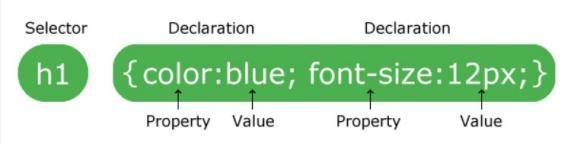 Selector Declaration Declaration
h1 {color:blue; font-size:12px;}
Property Value Property Value